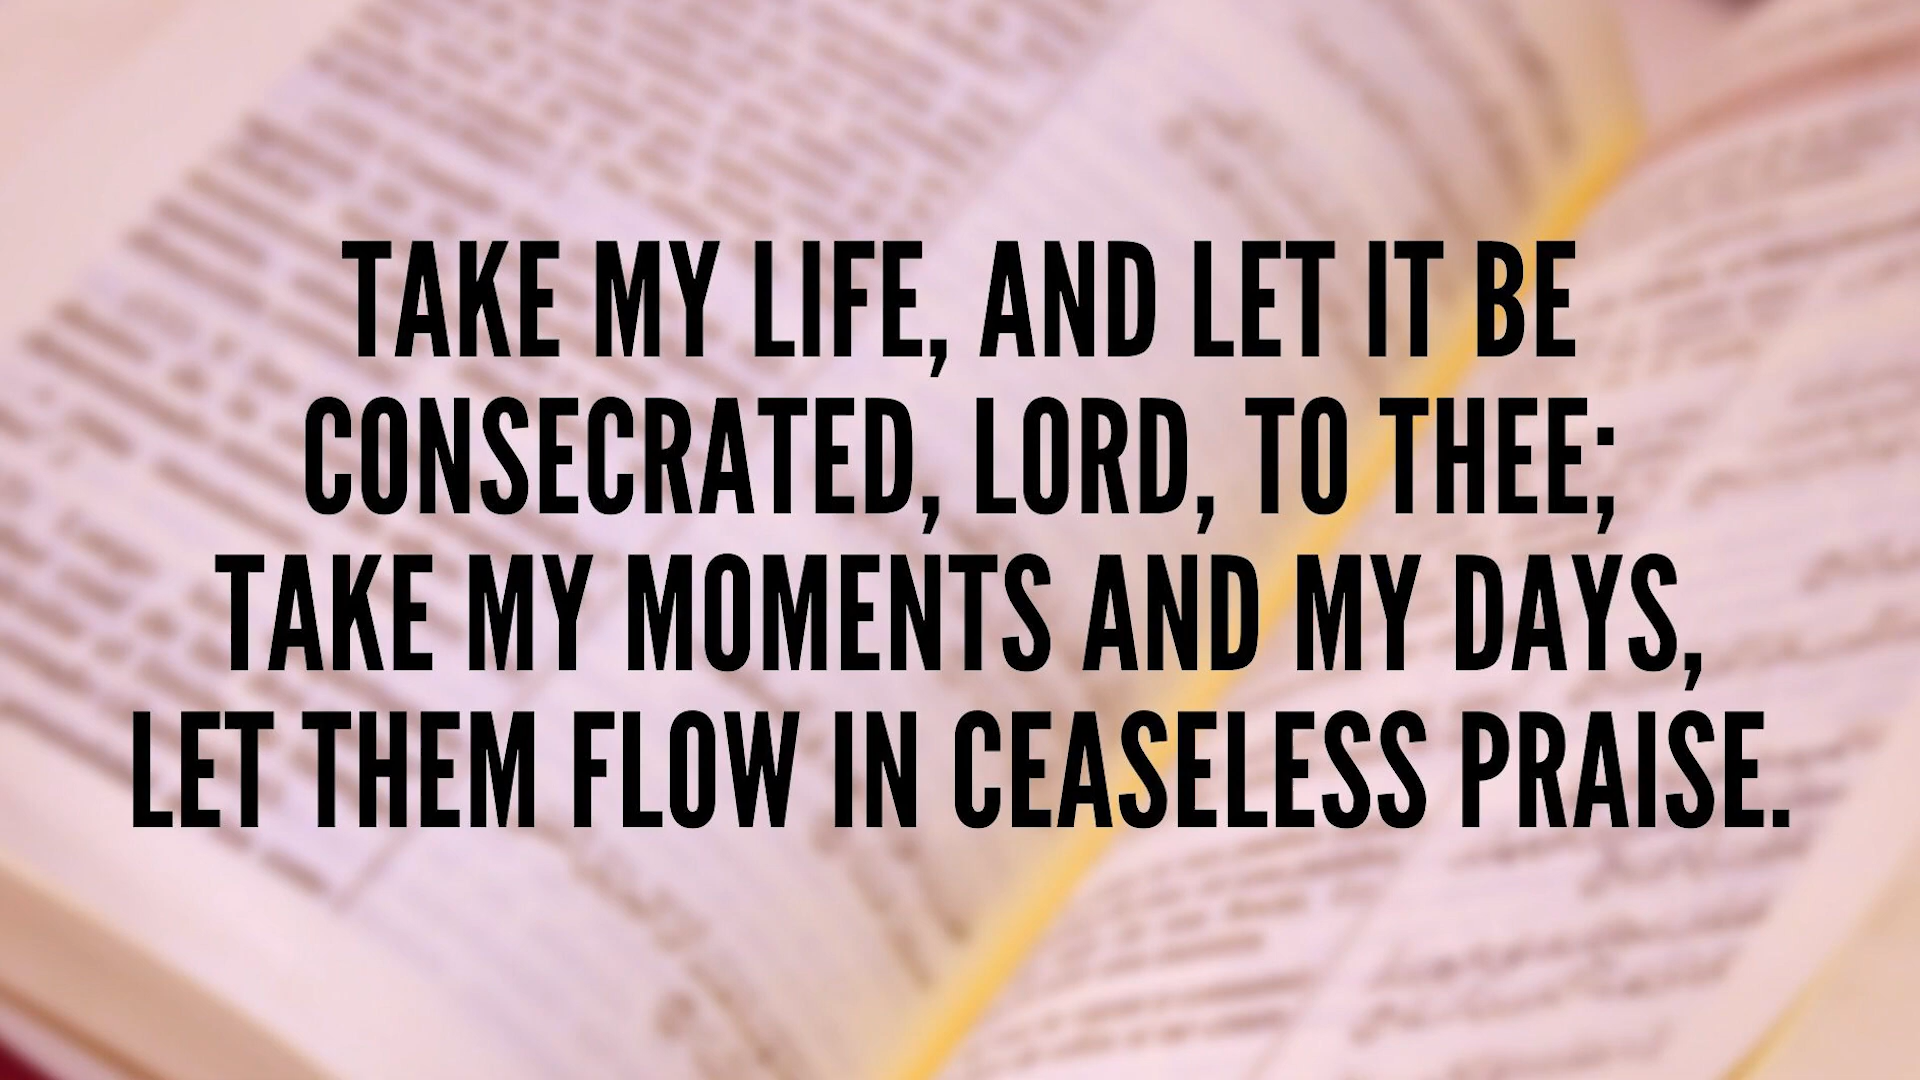 TAKE MY LIFE, AND LET IT BE
CONSECRATED, LORD, TO THEE;
TAKE MY MOMENTS AND MY DAYS,
LET THEM FLOW IN CEASELESS PRAISE.